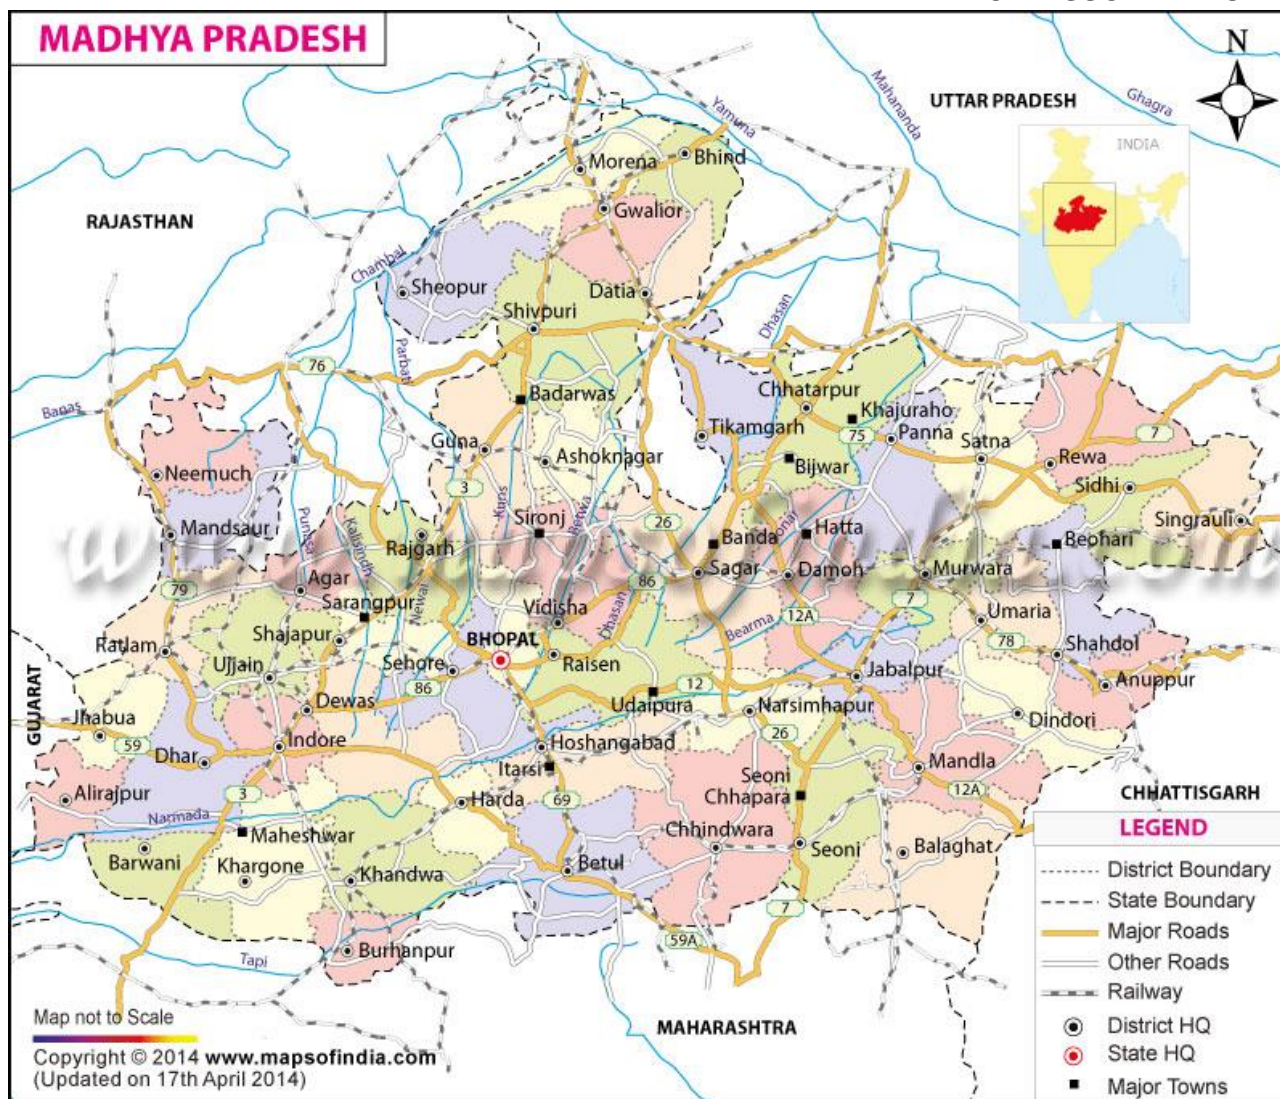 MADHYA PRADESH
N
UTTAR PRADESH
Mahananda
Ghagra
Yamuna
INDIA
Morena
Bhind
RAJASTHAN
Gwalior
Chambal
Sheopur
Datia
Shivpuri
Dhasan
Parbati
76
Chhatarpur
Badarwas
Khajuraho
Banas
Tikamgarh
75
Panna
Guna
Satna
7
Ashoknagar
Bijwar
Rewa
Neemuch
3
Sidhi
Kuns
Betwa
Sironj
26
Sonar
Hatta
Singrauli
Mandsaur
Banda
Beohari
Rajgarh
Kalisindh
Agar
Sagar
Damoh
Murwara
86
79
Sarangpur
Newaj
Vidisha
Dhasan
7
Umaria
12A
Bearma
Shajapur
BHOPAL
78
Shahdol
Ratlam
Ujjain
Sehore
Raisen
Jabalpur
86
12
Anuppur
GUJARAT
Dewas
Udaipura
Narsimhapur
Dindori
Jhabua
59
Indore
26
Hoshangabad
Dhar
Itarsi
Seoni
Chhapara
Mandla
Alirajpur
3
Harda
69
12A
CHHATTISGARH
Narmada
Maheshwar
Chhindwara
LEGEND
Barwani
Khargone
Khandwa
Betul
Seoni
Balaghat
District Boundary
State Boundary
7
Major Roads
59A
Burhanpur
Tapi
Other Roads
Railway
Map not to Scale
MAHARASHTRA
District HQ
Copyright © 2014 www.mapsofindia.com
State HQ
(Updated on 17th April 2014)
Major Towns